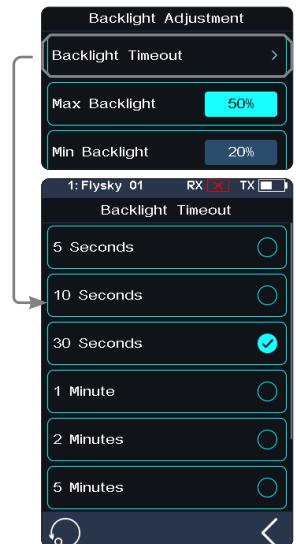 Backlight Adjustment
Backlight Timeout
Max Backlight 50%
Min Backlight 20%
1: Flysky 01 RX TX
Backlight Timeout
5 Seconds
10 Seconds
30 Seconds
1 Minute
2 Minutes
5 Minutes